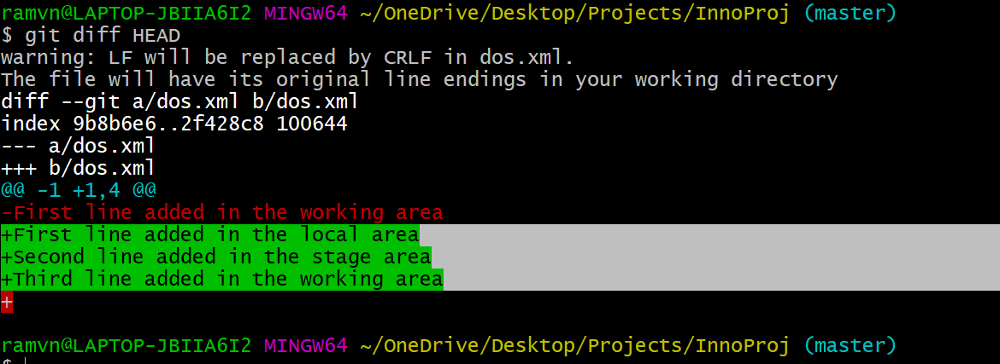 ramvn@LAPTOP-JBIIA6I2 MINGW64 ~/OneDrive/Desktop/Projects/InnoProj (master)
$ git diff HEAD
warning: LF will be replaced by CRLF in dos.xml.
The file will have its original line endings in your working directory
diff --git a/dos.xml b/dos.xml
index 9b8b6e6..2f428c8 100644
--- a/dos.xml
+++ b/dos.xml
@@ -1 +1,4 @@
-First line added in the working area
+First line added in the local area
+Second line added in the stage area
+Third line added in the working area
+
ramvn@LAPTOP-JBIIA6I2 MINGW64 ~/OneDrive/Desktop/Projects/InnoProj (master)
$